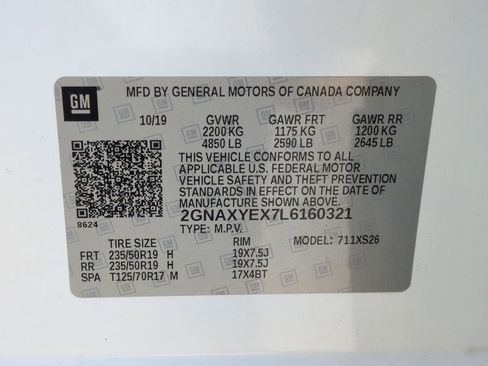 GM
MFD BY GENERAL MOTORS OF CANADA COMPANY
10/19 GVWR GAWR FRT GAWR RR
2200 KG 1175 KG 1200 KG
4850 LB 2590 LB 2645 LB
THIS VEHICLE CONFORMS TO ALL
APPLICABLE U.S. FEDERAL MOTOR
VEHICLE SAFETY AND THEFT PREVENTION
STANDARDS IN EFFECT ON THE DATE OF
MANUFACTURE SHOWN ABOVE.
2GNAXYEX7L6160321
8624
TYPE: M.P.V. MODEL: 711XS26
TIRE SIZE RIM
FRT 235/50R19 H 19X7.5J
RR 235/50R19 H 19X7.5J
SPA T125/70R17 M 17X4BT